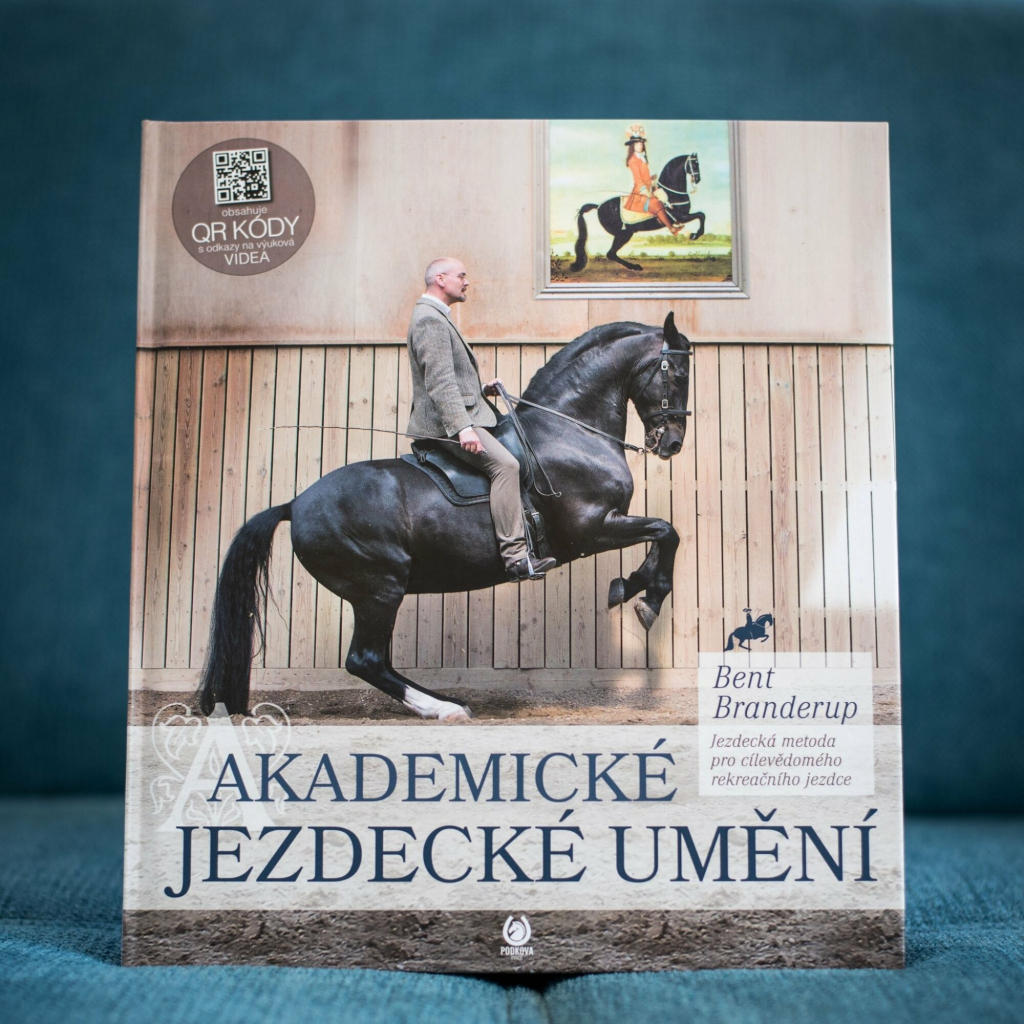 obsahuje
QR KÓDY
s odkazy na výuková
VIDEA
Bent
Branderup
Jezdecká metoda
pro cílevědomého
rekreačního jezdce
AKADEMICKÉ
JEZDECKÉ UMĚNÍ
PODKOVA